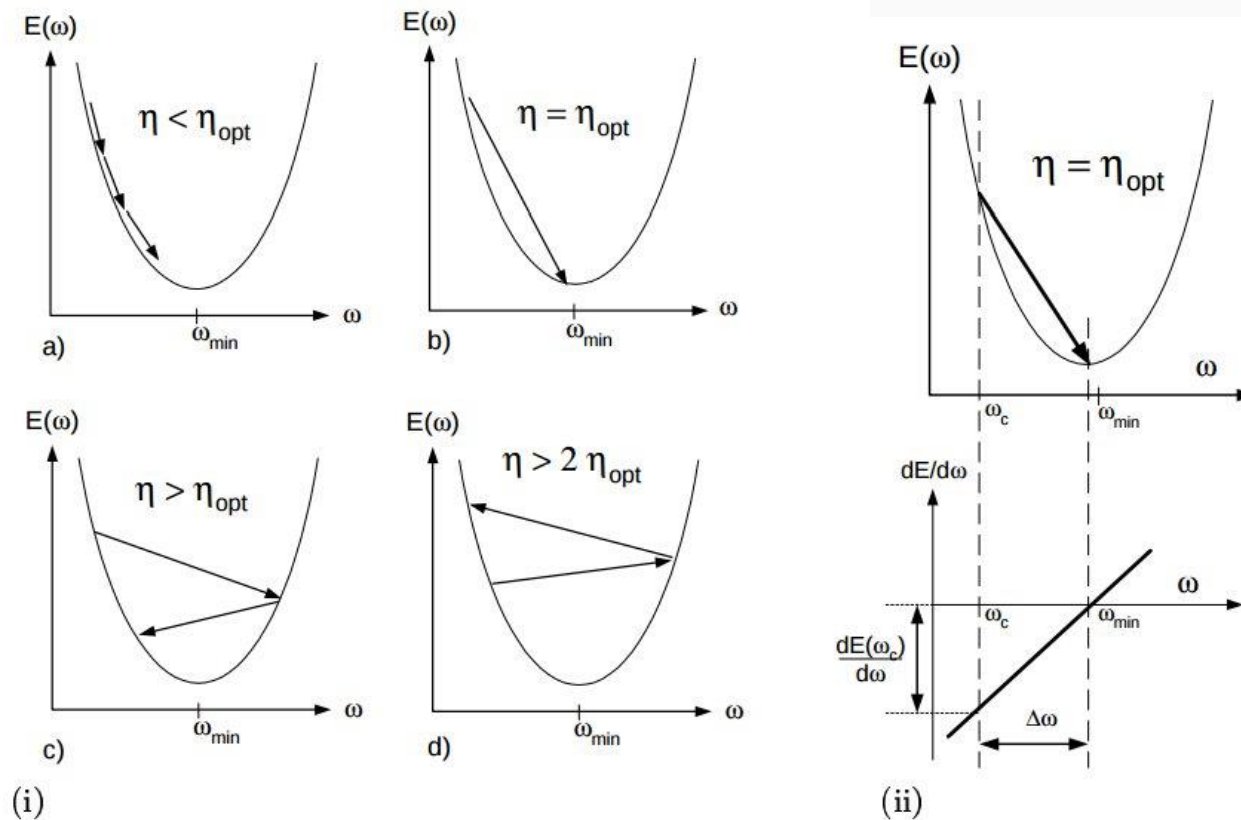 E(ω)
η < η_opt
ω
ω_min
a)
E(ω)
η = η_opt
ω
ω_min
b)
E(ω)
η > η_opt
ω
ω_min
c)
E(ω)
η > 2 η_opt
ω
ω_min
d)
(i)
E(ω)
η = η_opt
ω
ω_c
ω_min
dE/dω
ω
ω_c
ω_min
dE(ω_c)
dω
Δω
(ii)